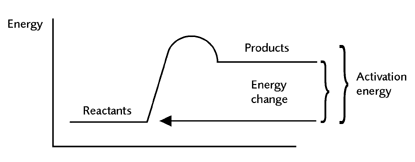 Energy
Products
Energy
change
Activation
energy
Reactants